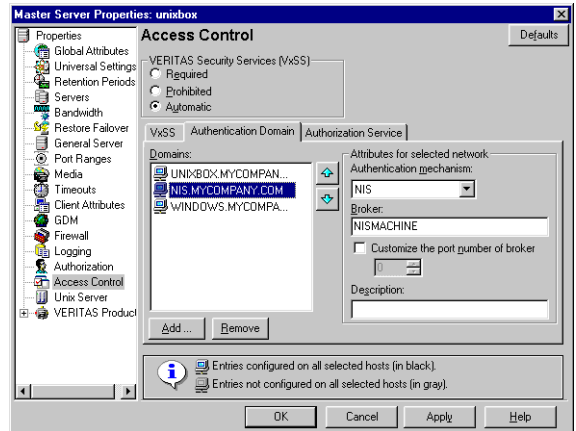 Master Server Properties: unixbox
Properties
Global Attributes
Universal Settings
Retention Periods
Servers
Bandwidth
Restore Failover
General Server
Port Ranges
Media
Timeouts
Client Attributes
GDM
Firewall
Logging
Authorization
Access Control
Unix Server
VERITAS Product
Access Control
Defaults
VERITAS Security Services (VxSS)
Required
Prohibited
Automatic
VxSS
Authentication Domain
Authorization Service
Domains:
UNIXBOX.MYCOMPAN...
NIS.MYCOMPANY.COM
WINDOWS.MYCOMPA...
Add ...
Remove
Attributes for selected network
Authentication mechanism:
NIS
Broker:
NISMACHINE
Customize the port number of broker
0
Description:
Entries configured on all selected hosts (in black).
Entries not configured on all selected hosts (in gray).
OK
Cancel
Apply
Help